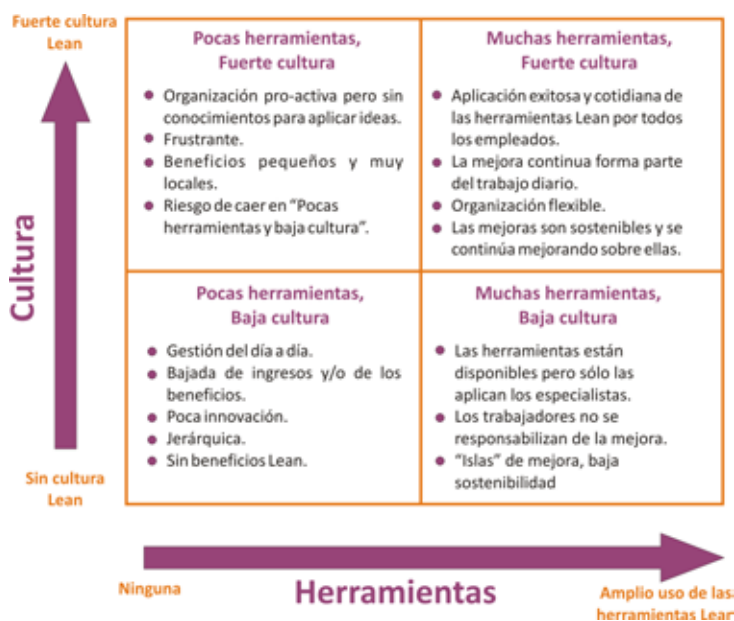 Fuerte cultura
Lean
Pocas herramientas,
Fuerte cultura
• Organización pro-activa pero sin
conocimientos para aplicar ideas.
• Frustrante.
• Beneficios pequeños y muy
locales.
• Riesgo de caer en “Pocas
herramientas y baja cultura”.
Muchas herramientas,
Fuerte cultura
• Aplicación exitosa y cotidiana de
las herramientas Lean por todos
los empleados.
• La mejora continua forma parte
del trabajo diario.
• Organización flexible.
• Las mejoras son sostenibles y se
continúa mejorando sobre ellas.
Cultura
Pocas herramientas,
Baja cultura
• Gestión del día a día.
• Bajada de ingresos y/o de los
beneficios.
• Poca innovación.
• Jerárquica.
• Sin beneficios Lean.
Muchas herramientas,
Baja cultura
• Las herramientas están
disponibles pero sólo las
aplican los especialistas.
• Los trabajadores no se
responsabilizan de la mejora.
• “Islas” de mejora, baja
sostenibilidad
Sin cultura
Lean
Ninguna
Herramientas
Amplio uso de lasa
herramientas Lean